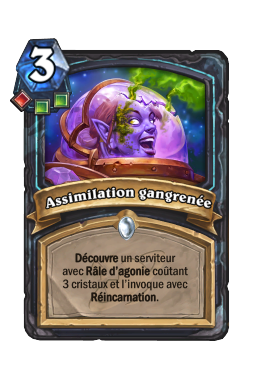 3
Assimilation gangrenée
Découvre un serviteur
avec Râle d'agonie coûtant
3 cristaux et l'invoque avec
Réincarnation.